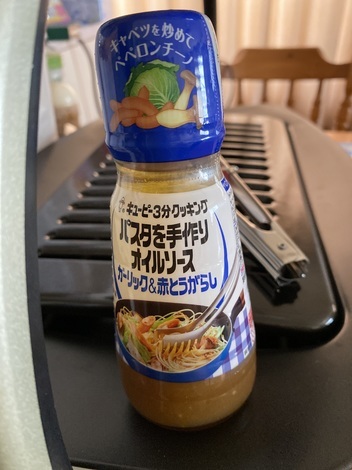 キャベツを炒めて
ペペロンチーノ
キユーピー3分クッキング
パスタを手作り
オイルソース
ガーリック&赤とうがらし